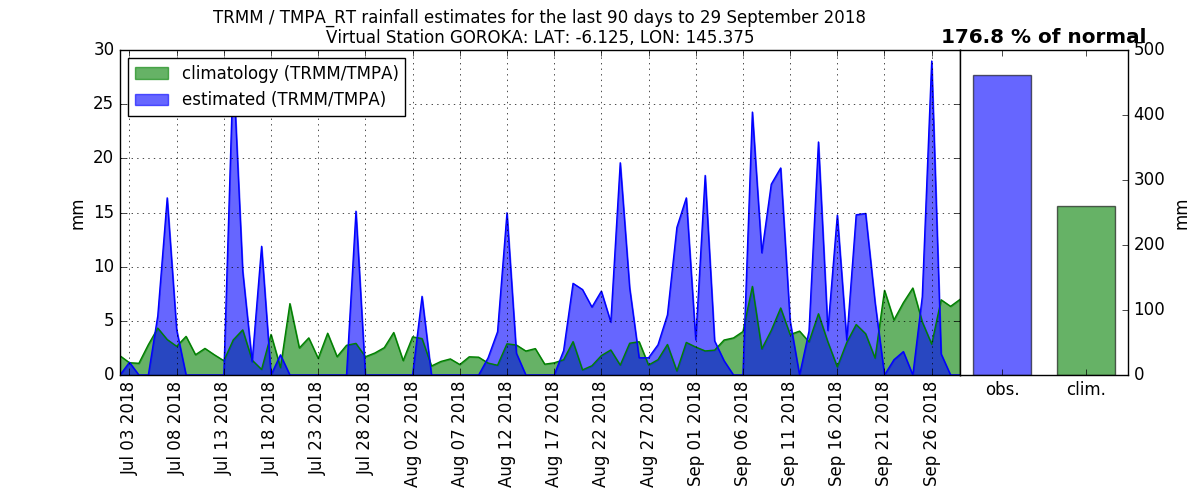 TRMM / TMPA_RT rainfall estimates for the last 90 days to 29 September 2018
Virtual Station GOROKA: LAT: -6.125, LON: 145.375
176.8 % of normal
climatology (TRMM/TMPA)
estimated (TRMM/TMPA)
mm
30
25
20
15
10
5
0
Jul 03 2018
Jul 08 2018
Jul 13 2018
Jul 18 2018
Jul 23 2018
Jul 28 2018
Aug 02 2018
Aug 07 2018
Aug 12 2018
Aug 17 2018
Aug 22 2018
Aug 27 2018
Sep 01 2018
Sep 06 2018
Sep 11 2018
Sep 16 2018
Sep 21 2018
Sep 26 2018
obs.
clim.
500
400
300
200
100
0
mm